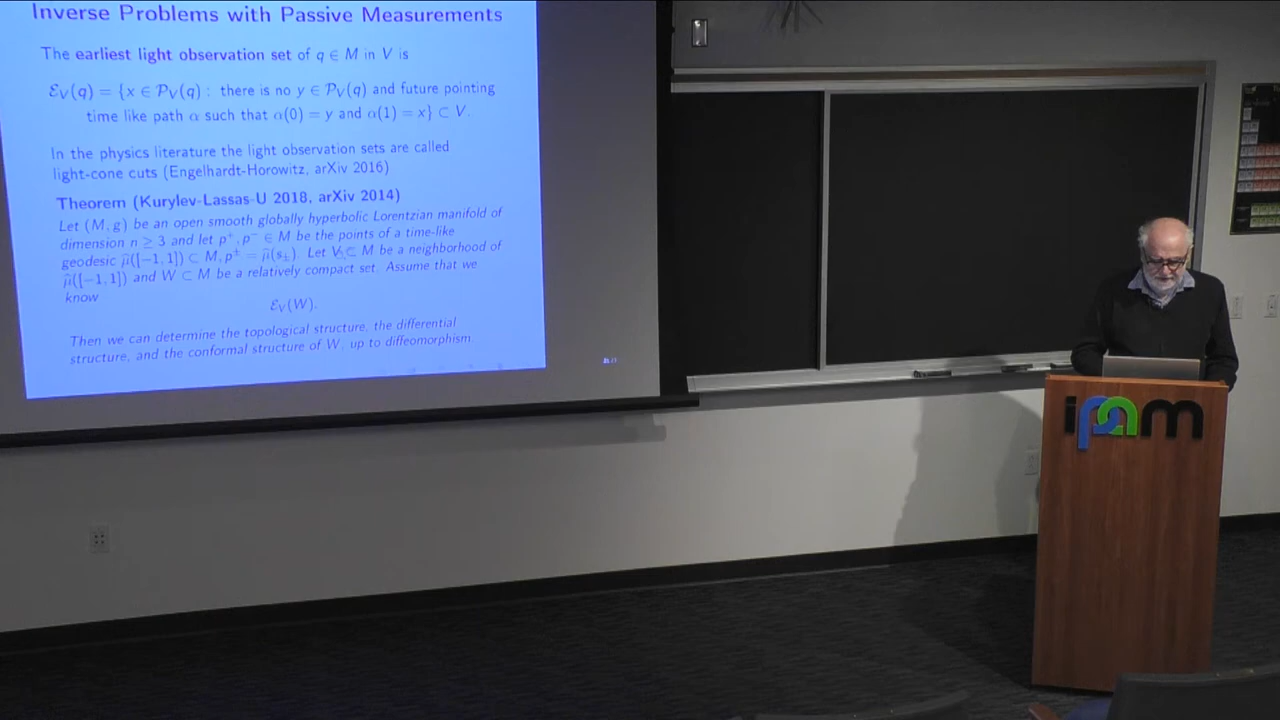 Inverse Problems with Passive Measurements
The earliest light observation set of q ∈ M in V is
𝓔_V(q) = {x ∈ 𝓟_V(q) : there is no y ∈ 𝓟_V(q) and future pointing
time like path α such that α(0) = y and α(1) = x} ⊂ V.
In the physics literature the light observation sets are called
light-cone cuts (Engelhardt-Horowitz, arXiv 2016)
Theorem (Kurylev-Lassas-U 2018, arXiv 2014)
Let (M, g) be an open smooth globally hyperbolic Lorentzian manifold of
dimension n ≥ 3 and let p⁺, p⁻ ∈ M be the points of a time-like
geodesic μ̂([−1, 1]) ⊂ M, p^± = μ̂(s_±). Let V ⊂ M be a neighborhood of
μ̂([−1, 1]) and W ⊂ M be a relatively compact set. Assume that we
know
𝓔_V(W).
Then we can determine the topological structure, the differential
structure, and the conformal structure of W, up to diffeomorphism.
ipam